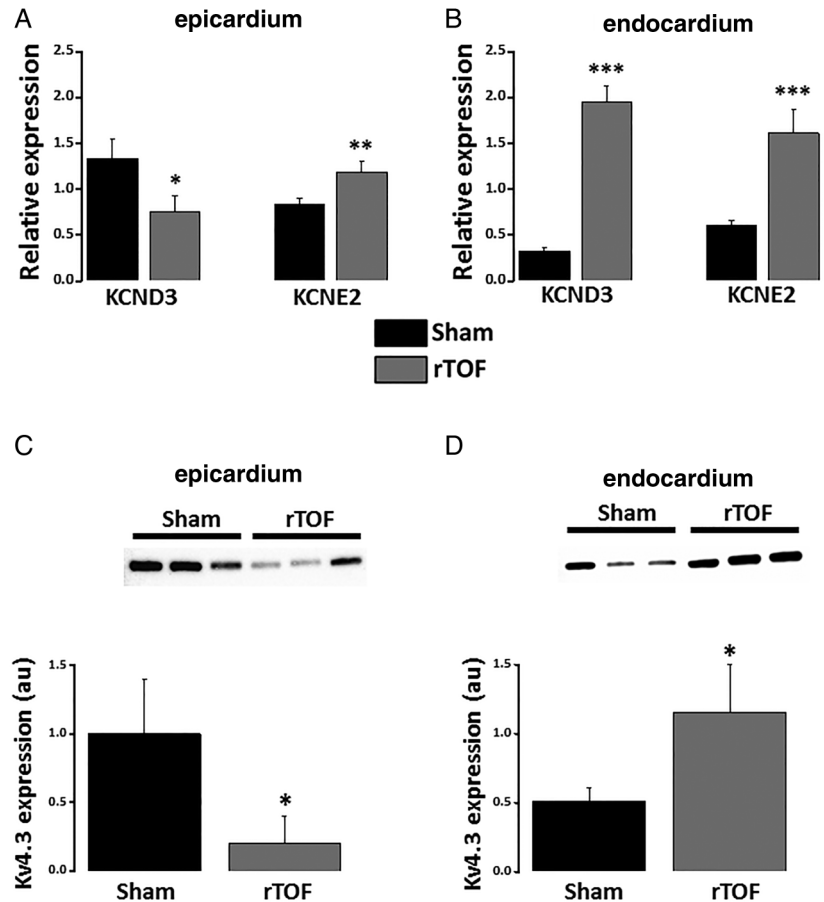 A
epicardium
Relative expression
2.5
2.0
1.5
1.0
0.5
0.0
*
**
KCND3
KCNE2
B
endocardium
Relative expression
2.5
2.0
1.5
1.0
0.5
0.0
***
***
KCND3
KCNE2
Sham
rTOF
C
epicardium
Sham rTOF
Kv4.3 expression (au)
1.5
1.0
0.5
0.0
*
Sham
rTOF
D
endocardium
Sham rTOF
Kv4.3 expression (au)
1.5
1.0
0.5
0.0
*
Sham
rTOF